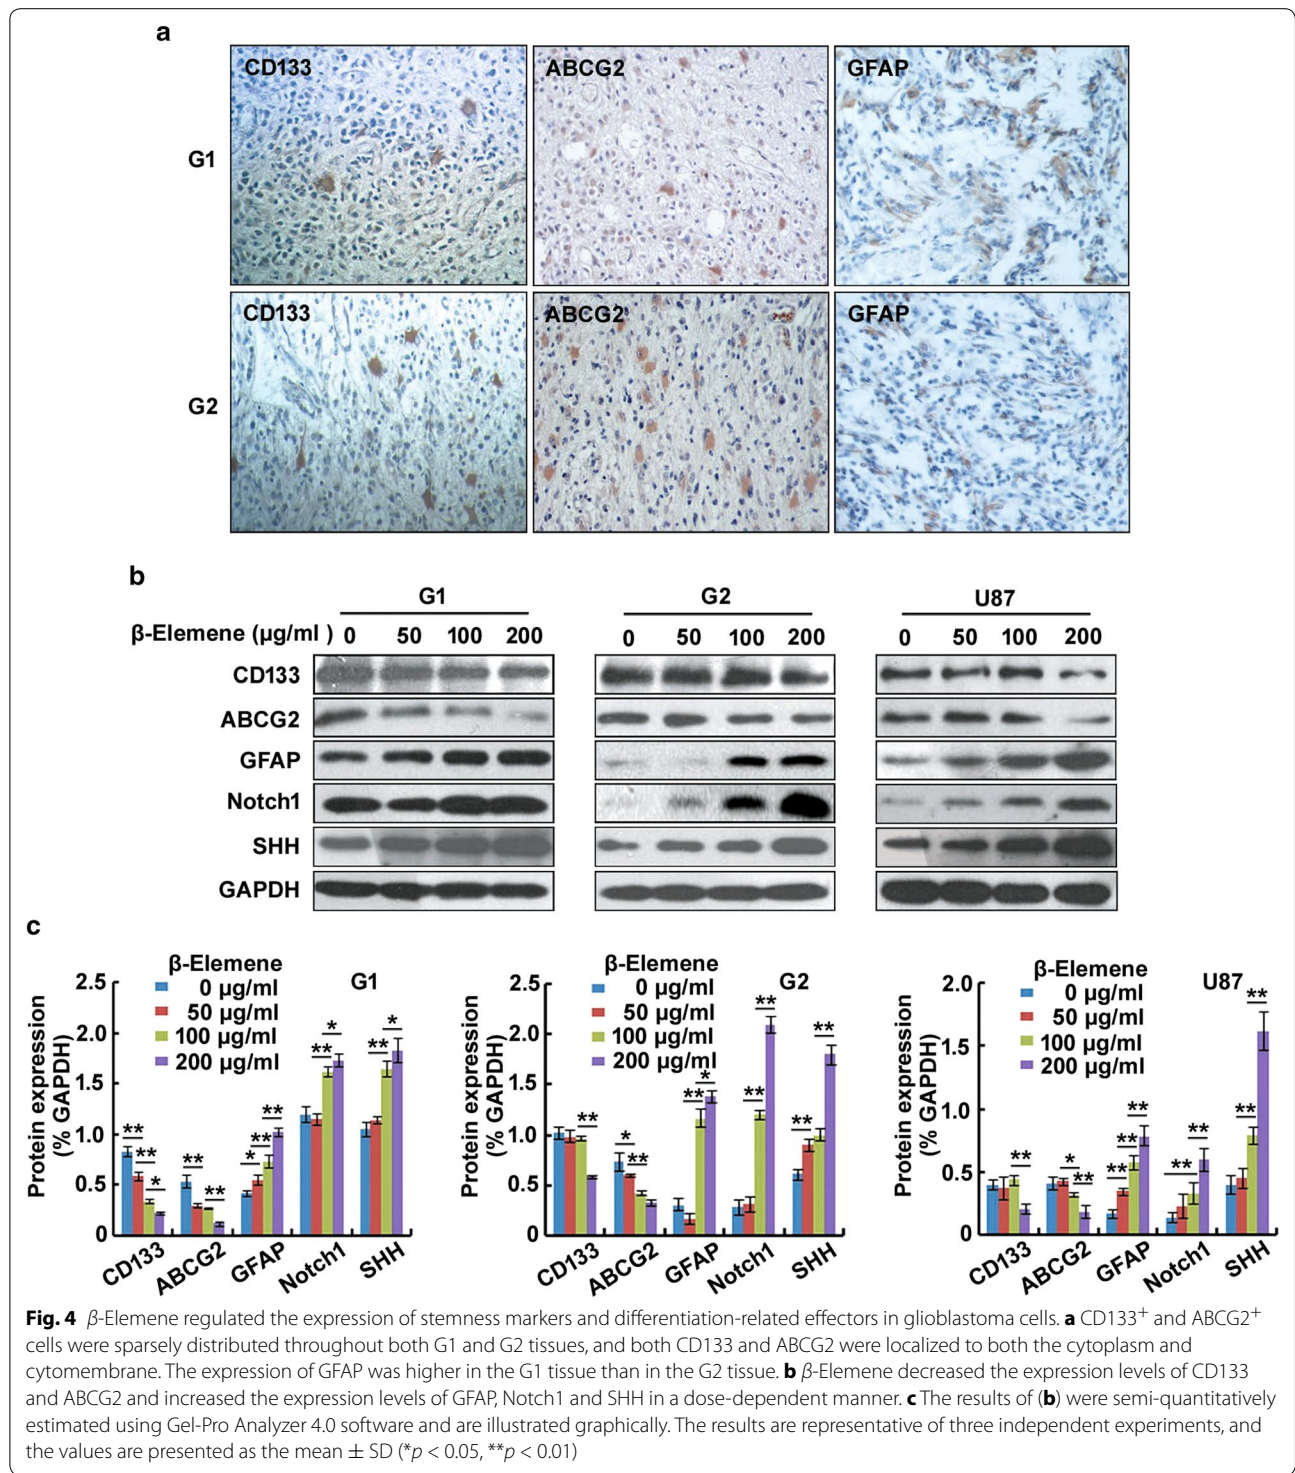 a
CD133
ABCG2
GFAP
G1
CD133
ABCG2
GFAP
G2
b
G1
G2
U87
β-Elemene (μg/ml ) 0 50 100 200
0 50 100 200
0 50 100 200
CD133
ABCG2
GFAP
Notch1
SHH
GAPDH
c
Protein expression
(% GAPDH)
2.5
2.0
1.5
1.0
0.5
0
β-Elemene
0 μg/ml
50 μg/ml
100 μg/ml
200 μg/ml
G1
** ** *
** **
* ** **
** *
** *
CD133
ABCG2
GFAP
Notch1
SHH
Protein expression
(% GAPDH)
2.5
2.0
1.5
1.0
0.5
0
β-Elemene
0 μg/ml
50 μg/ml
100 μg/ml
200 μg/ml
G2
**
* **
** *
** **
** **
CD133
ABCG2
GFAP
Notch1
SHH
Protein expression
(% GAPDH)
2.0
1.5
1.0
0.5
0
β-Elemene
0 μg/ml
50 μg/ml
100 μg/ml
200 μg/ml
U87
**
* **
** ** **
** **
** **
CD133
ABCG2
GFAP
Notch1
SHH
Fig. 4 β-Elemene regulated the expression of stemness markers and differentiation-related effectors in glioblastoma cells. a CD133⁺ and ABCG2⁺
cells were sparsely distributed throughout both G1 and G2 tissues, and both CD133 and ABCG2 were localized to both the cytoplasm and
cytomembrane. The expression of GFAP was higher in the G1 tissue than in the G2 tissue. b β-Elemene decreased the expression levels of CD133
and ABCG2 and increased the expression levels of GFAP, Notch1 and SHH in a dose-dependent manner. c The results of (b) were semi-quantitatively
estimated using Gel-Pro Analyzer 4.0 software and are illustrated graphically. The results are representative of three independent experiments, and
the values are presented as the mean ± SD (*p < 0.05, **p < 0.01)